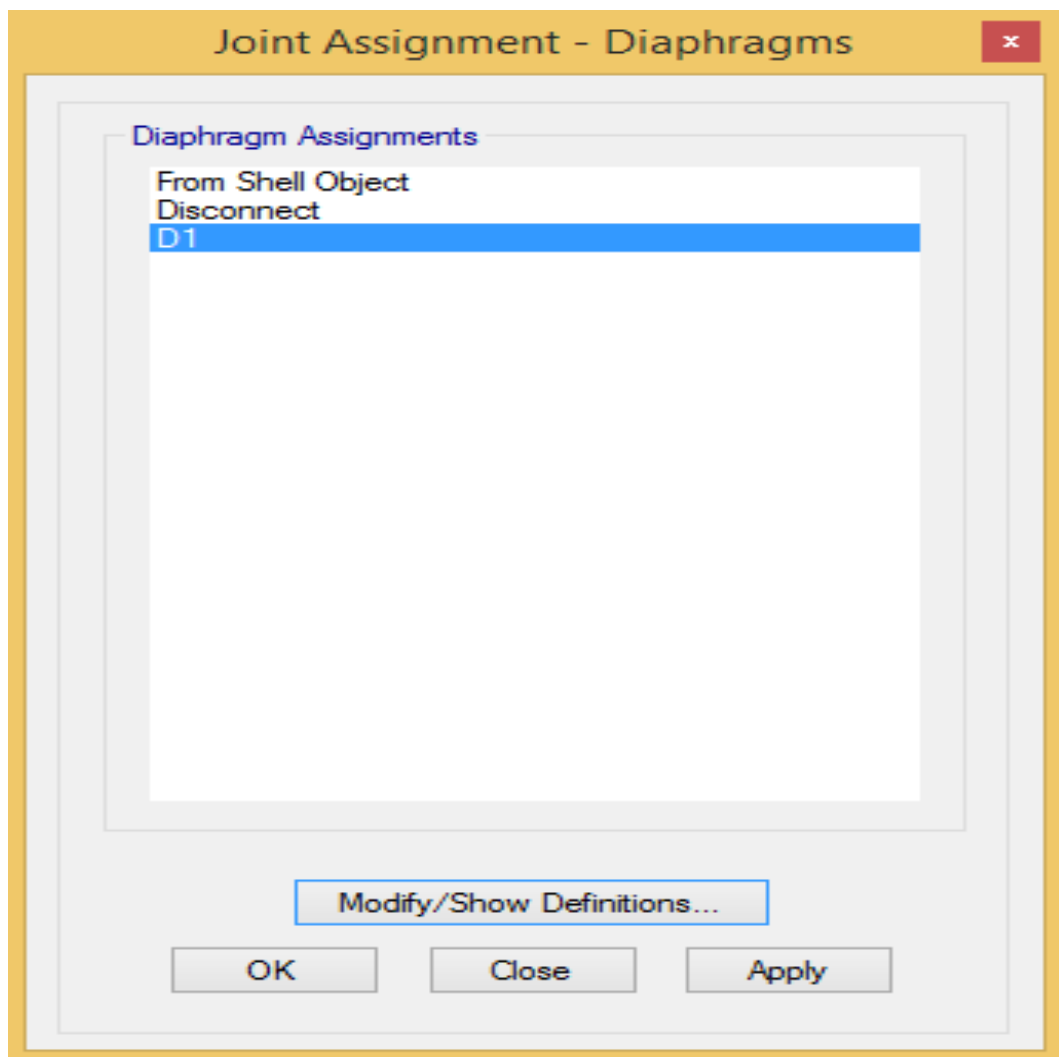 Joint Assignment - Diaphragms
x
Diaphragm Assignments
From Shell Object
Disconnect
D1
Modify/Show Definitions...
OK
Close
Apply